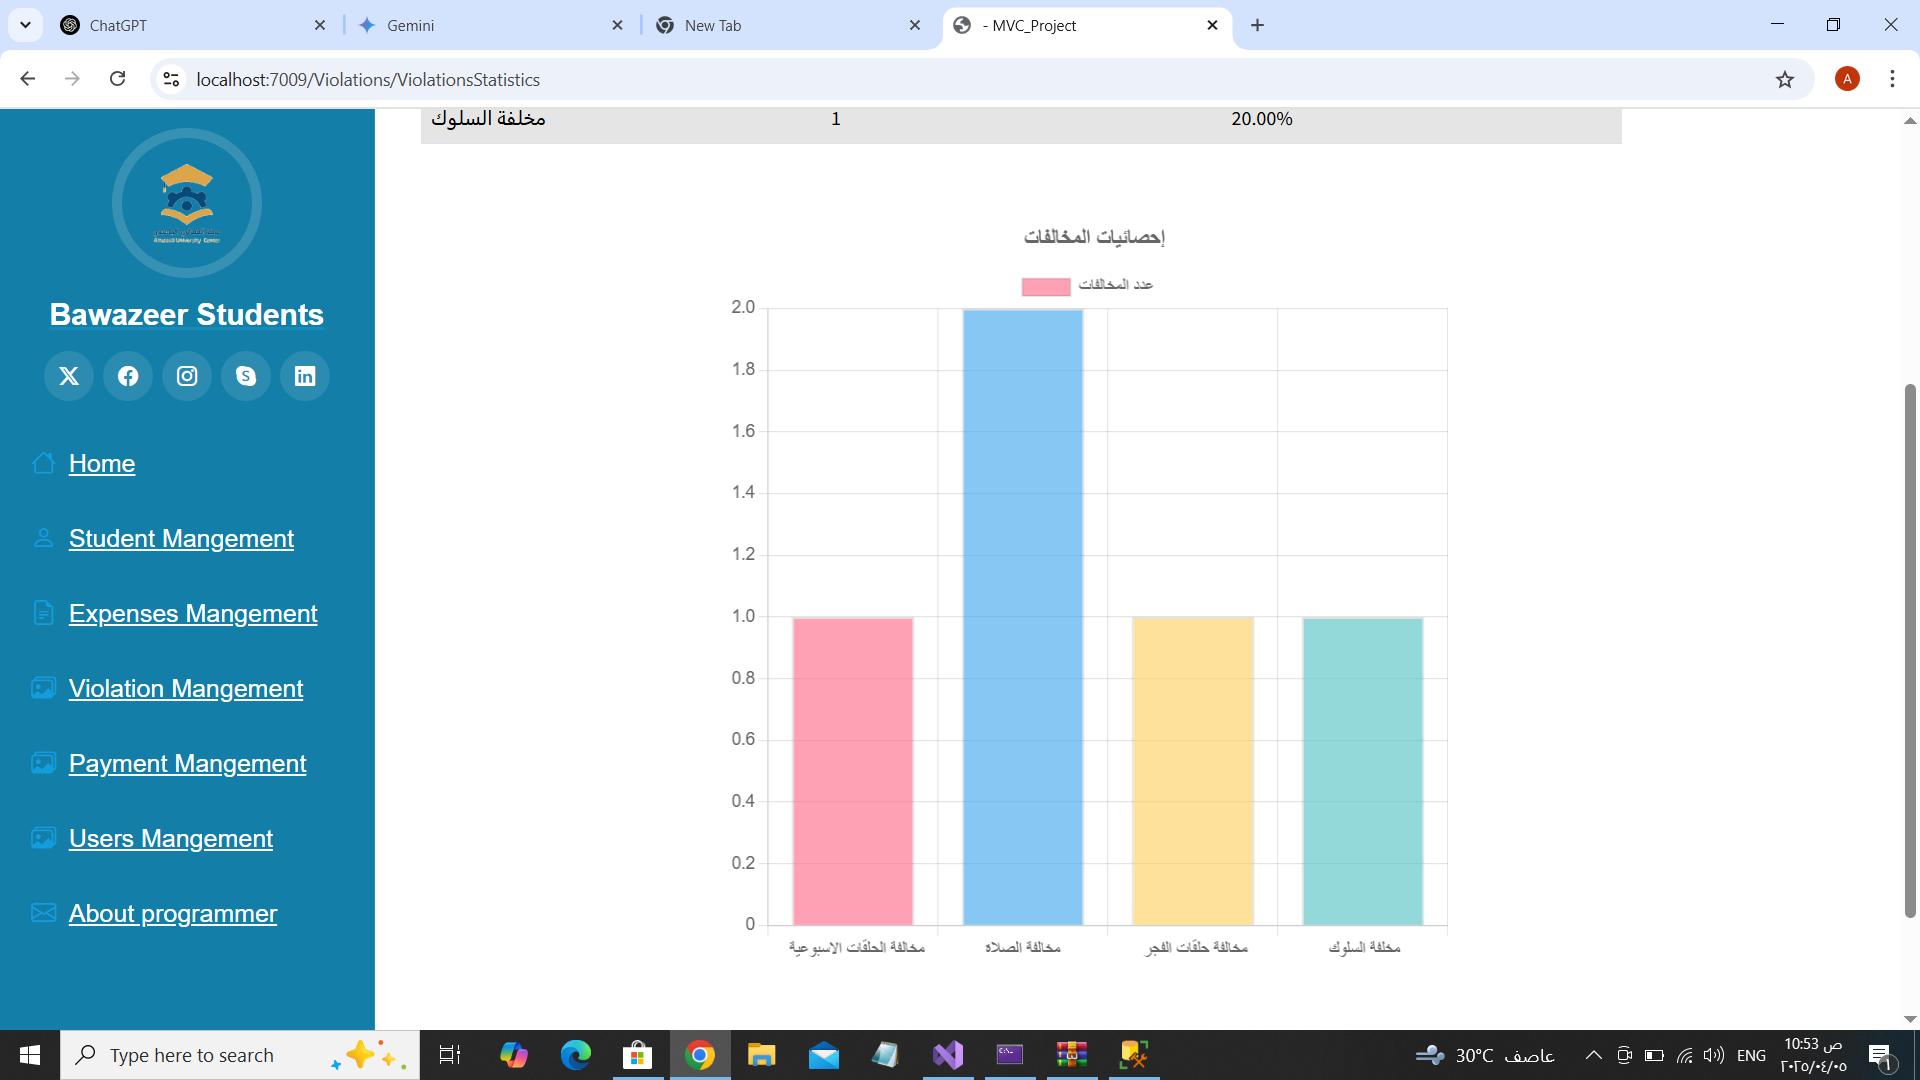 ChatGPT
Gemini
New Tab
- MVC_Project
localhost:7009/Violations/ViolationsStatistics
A
Bawazeer Students
Home
Student Mangement
Expenses Mangement
Violation Mangement
Payment Mangement
Users Mangement
About programmer
مخلفة السلوك 1 20.00%
إحصائيات المخالفات
عدد المخالفات
2.0
1.8
1.6
1.4
1.2
1.0
0.8
0.6
0.4
0.2
0
مخالفة الحلقات الاسبوعية مخالفة الصلاة مخالفة حلقات الفجر مخلفة السلوك
Type here to search
30°C عاصف
ENG
10:53 ص
٢٠٢٥/٠٤/٠٥
١